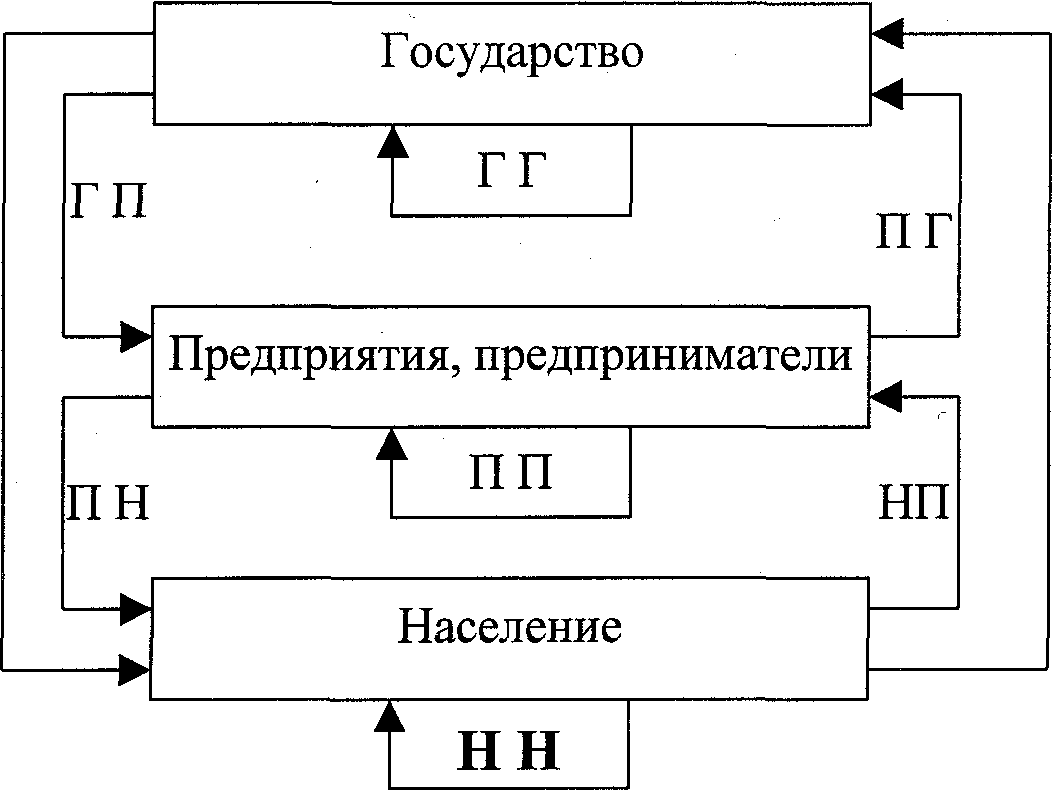 Государство
Г Г
Г П
П Г
Предприятия, предприниматели
П П
П Н
НП
Население
Н Н